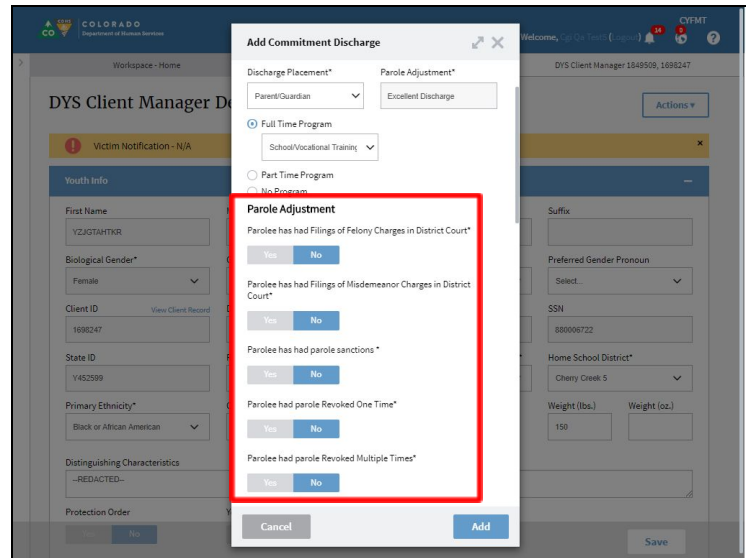 COLORADO
CO
Department of Human Services
CYFMT
Welcome,
(Logout)
?
Workspace - Home
DYS Client Manager 1849509, 1698247
DYS Client Manager De
Actions
Victim Notification - N/A
×
Youth Info
First Name
YZJGTAHTKR
Suffix
Biological Gender*
Female
Preferred Gender Pronoun
Select...
Client ID
View Client Record
1698247
SSN
880006722
State ID
Y452599
Home School District*
Cherry Creek 5
Primary Ethnicity*
Black or African American
Weight (lbs.)
Weight (oz.)
150
Distinguishing Characteristics
--REDACTED--
Protection Order
Yes
No
Save
Add Commitment Discharge
Discharge Placement*
Parole Adjustment*
Parent/Guardian
Excellent Discharge
Full Time Program
School/Vocational Training
Part Time Program
No Program
Parole Adjustment
Parolee has had Filings of Felony Charges in District Court*
Yes
No
Parolee has had Filings of Misdemeanor Charges in District
Court*
Yes
No
Parolee has had parole sanctions *
Yes
No
Parolee had parole Revoked One Time*
Yes
No
Parolee had parole Revoked Multiple Times*
Yes
No
Cancel
Add